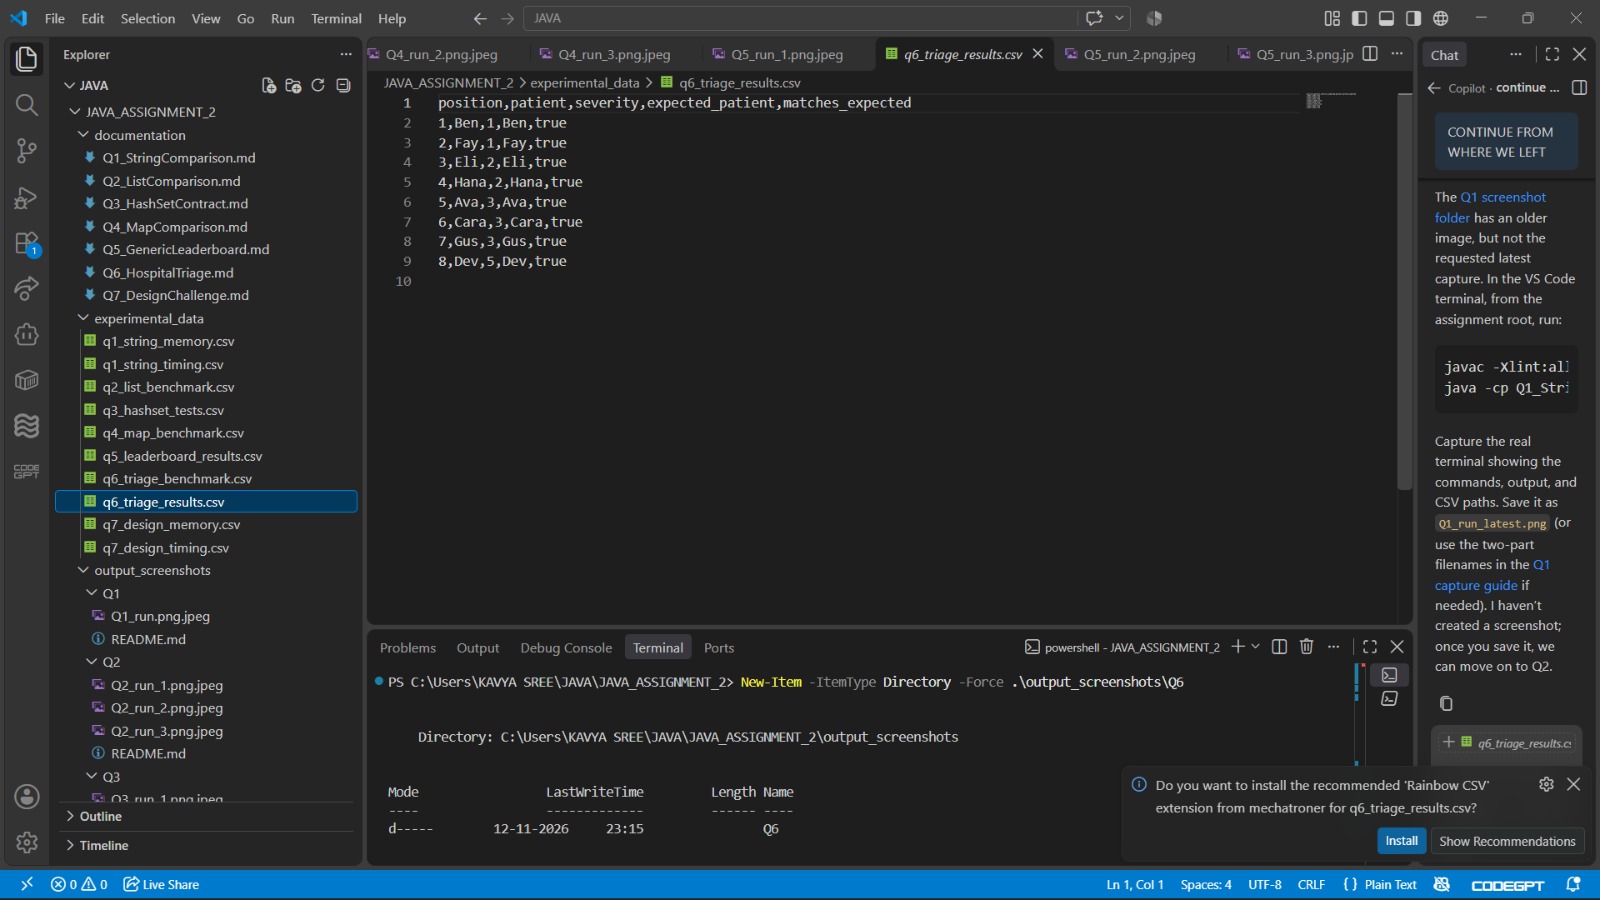 File Edit Selection View Go Run Terminal Help
JAVA
Explorer
JAVA
JAVA_ASSIGNMENT_2
documentation
Q1_StringComparison.md
Q2_ListComparison.md
Q3_HashSetContract.md
Q4_MapComparison.md
Q5_GenericLeaderboard.md
Q6_HospitalTriage.md
Q7_DesignChallenge.md
experimental_data
q1_string_memory.csv
q1_string_timing.csv
q2_list_benchmark.csv
q3_hashset_tests.csv
q4_map_benchmark.csv
q5_leaderboard_results.csv
q6_triage_benchmark.csv
q6_triage_results.csv
q7_design_memory.csv
q7_design_timing.csv
output_screenshots
Q1
Q1_run.png.jpeg
README.md
Q2
Q2_run_1.png.jpeg
Q2_run_2.png.jpeg
Q2_run_3.png.jpeg
README.md
Q3
Q3_run_1.png.jpeg
Outline
Timeline
1
CODE
GPT
Q4_run_2.png.jpeg Q4_run_3.png.jpeg Q5_run_1.png.jpeg q6_triage_results.csv Q5_run_2.png.jpeg Q5_run_3.png.jp
JAVA_ASSIGNMENT_2 > experimental_data > q6_triage_results.csv
1 position,patient,severity,expected_patient,matches_expected
2 1,Ben,1,Ben,true
3 2,Fay,1,Fay,true
4 3,Eli,2,Eli,true
5 4,Hana,2,Hana,true
6 5,Ava,3,Ava,true
7 6,Cara,3,Cara,true
8 7,Gus,3,Gus,true
9 8,Dev,5,Dev,true
10
Problems Output Debug Console Terminal Ports
powershell - JAVA_ASSIGNMENT_2
PS C:\Users\KAVYA SREE\JAVA\JAVA_ASSIGNMENT_2> New-Item -ItemType Directory -Force .\output_screenshots\Q6
Directory: C:\Users\KAVYA SREE\JAVA\JAVA_ASSIGNMENT_2\output_screenshots
Mode LastWriteTime Length Name
---- ------------- ------ ----
d----- 12-11-2026 23:15 Q6
Chat
Copilot · continue ...
CONTINUE FROM
WHERE WE LEFT
The Q1 screenshot
folder has an older
image, but not the
requested latest
capture. In the VS Code
terminal, from the
assignment root, run:
javac -Xlint:all
java -cp Q1_Stri
Capture the real
terminal showing the
commands, output, and
CSV paths. Save it as
Q1_run_latest.png (or
use the two-part
filenames in the Q1
capture guide if
needed). I haven't
created a screenshot;
once you save it, we
can move on to Q2.
q6_triage_results.cs
Do you want to install the recommended 'Rainbow CSV'
extension from mechatroner for q6_triage_results.csv?
Install Show Recommendations
0 0 Live Share
Ln 1, Col 1 Spaces: 4 UTF-8 CRLF {} Plain Text CODEGPT